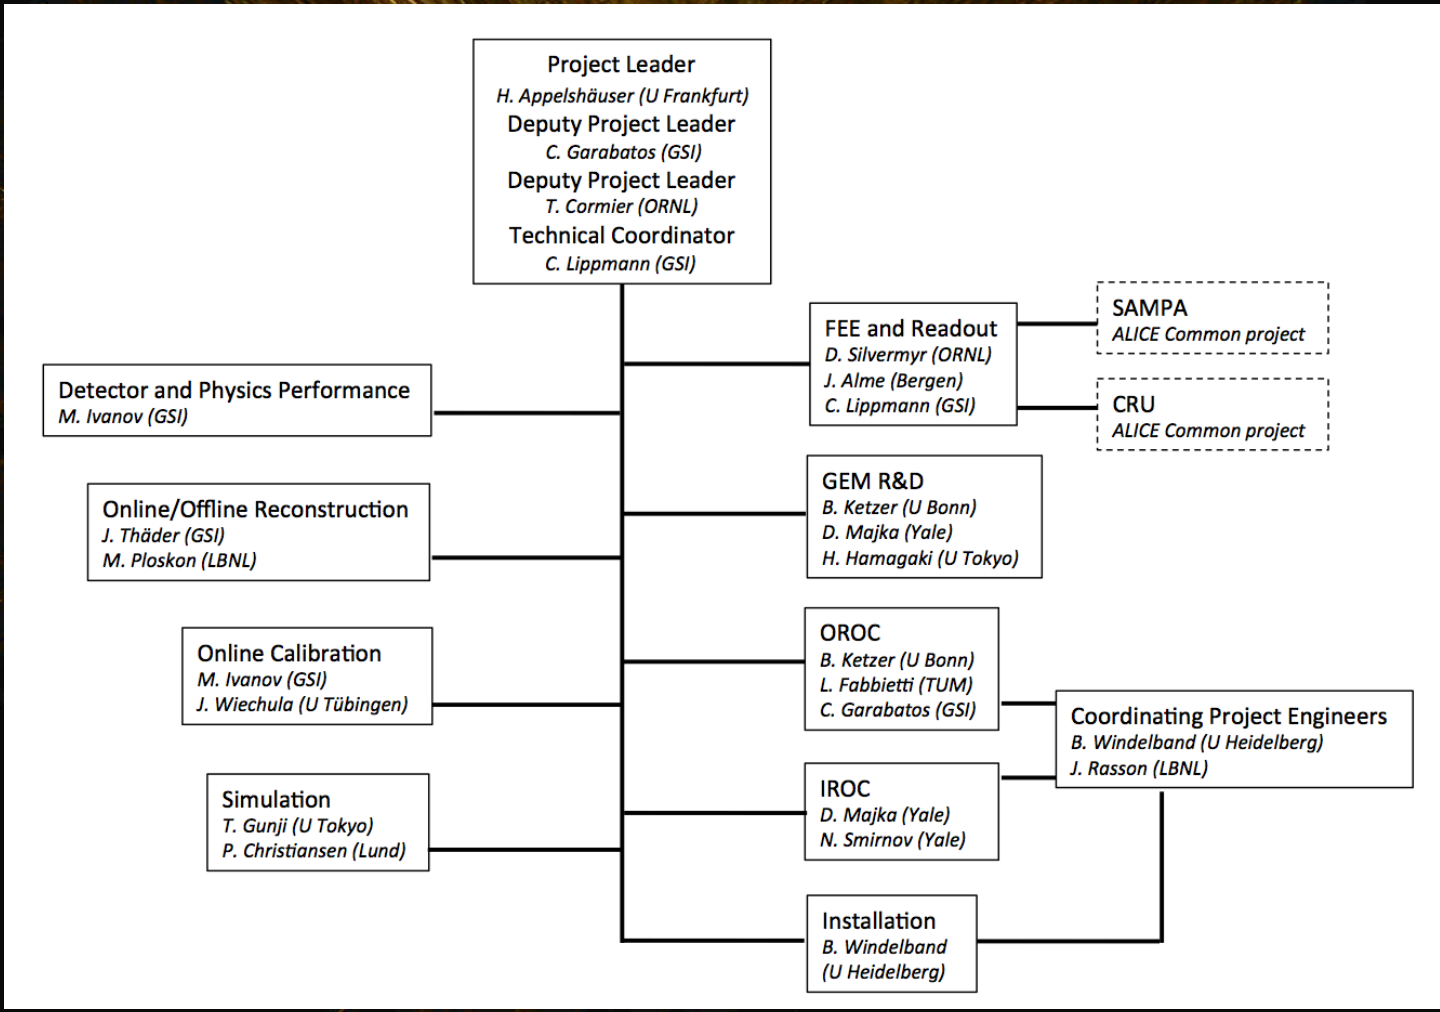 Project Leader
H. Appelshäuser (U Frankfurt)
Deputy Project Leader
C. Garabatos (GSI)
Deputy Project Leader
T. Cormier (ORNL)
Technical Coordinator
C. Lippmann (GSI)
Detector and Physics Performance
M. Ivanov (GSI)
Online/Offline Reconstruction
J. Thäder (GSI)
M. Ploskon (LBNL)
Online Calibration
M. Ivanov (GSI)
J. Wiechula (U Tübingen)
Simulation
T. Gunji (U Tokyo)
P. Christiansen (Lund)
FEE and Readout
D. Silvermyr (ORNL)
J. Alme (Bergen)
C. Lippmann (GSI)
SAMPA
ALICE Common project
CRU
ALICE Common project
GEM R&D
B. Ketzer (U Bonn)
D. Majka (Yale)
H. Hamagaki (U Tokyo)
OROC
B. Ketzer (U Bonn)
L. Fabbietti (TUM)
C. Garabatos (GSI)
IROC
D. Majka (Yale)
N. Smirnov (Yale)
Coordinating Project Engineers
B. Windelband (U Heidelberg)
J. Rasson (LBNL)
Installation
B. Windelband
(U Heidelberg)